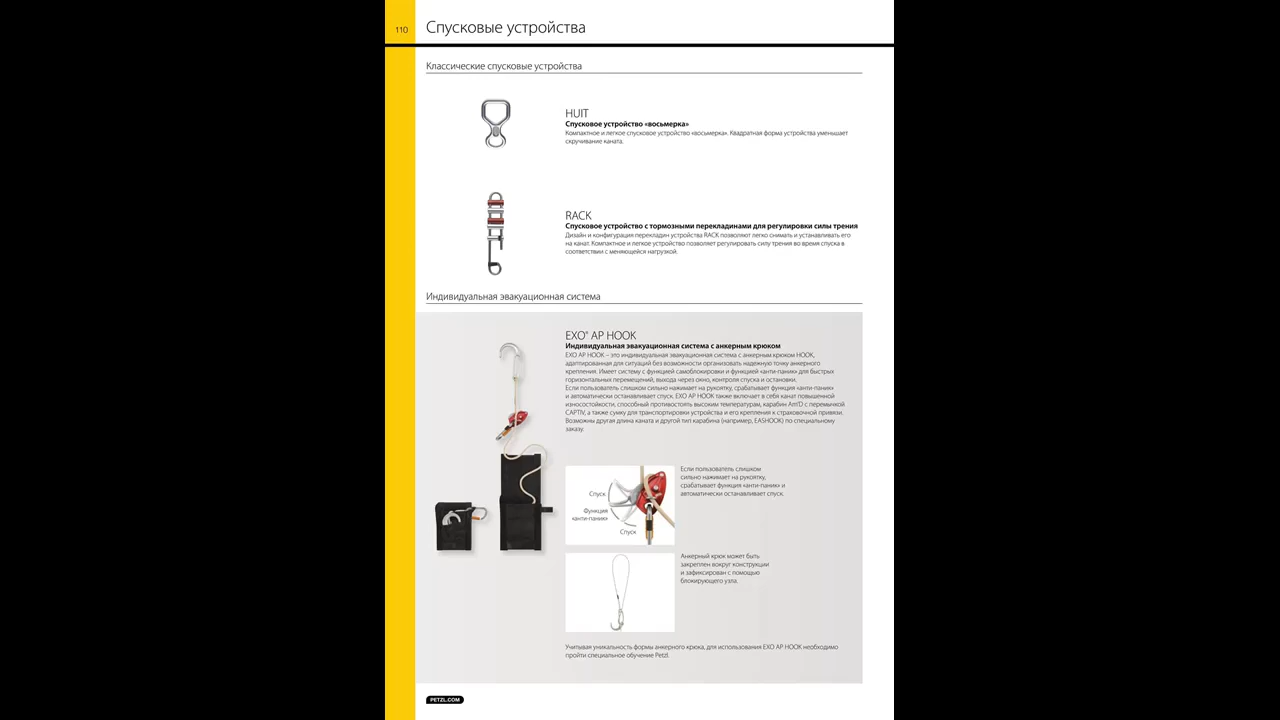 110
Спусковые устройства
Классические спусковые устройства
HUIT
Спусковое устройство «восьмерка»
Компактное и легкое спусковое устройство «восьмерка». Квадратная форма устройства уменьшает
скручивание каната.
RACK
Спусковое устройство с тормозными перекладинами для регулировки силы трения
Дизайн и конфигурация перекладин устройства RACK позволяют легко снимать и устанавливать его
на канат. Компактное и легкое устройство позволяет регулировать силу трения во время спуска в
соответствии с меняющейся нагрузкой.
Индивидуальная эвакуационная система
EXO® AP HOOK
Индивидуальная эвакуационная система с анкерным крюком
EXO AP HOOK – это индивидуальная эвакуационная система с анкерным крюком HOOK,
адаптированная для ситуаций без возможности организовать надежную точку анкерного
крепления. Имеет систему с функцией самоблокировки и функцией «анти-паник» для быстрых
горизонтальных перемещений, выхода через окно, контроля спуска и остановки.
Если пользователь слишком сильно нажимает на рукоятку, срабатывает функция «анти-паник»
и автоматически останавливает спуск. EXO AP HOOK также включает в себя канат повышенной
износостойкости, способный противостоять высоким температурам, карабин Am'D с перемычкой
CAPTIV, а также сумку для транспортировки устройства и его крепления к страховочной привязи.
Возможны другая длина каната и другой тип карабина (например, EASHOOK) по специальному
заказу.
Если пользователь слишком
сильно нажимает на рукоятку,
срабатывает функция «анти-паник» и
автоматически останавливает спуск.
Спуск
Функция
«анти-паник»
Спуск
Анкерный крюк может быть
закреплен вокруг конструкции
и зафиксирован с помощью
блокирующего узла.
Учитывая уникальность формы анкерного крюка, для использования EXO AP HOOK необходимо
пройти специальное обучение Petzl.
PETZL.COM